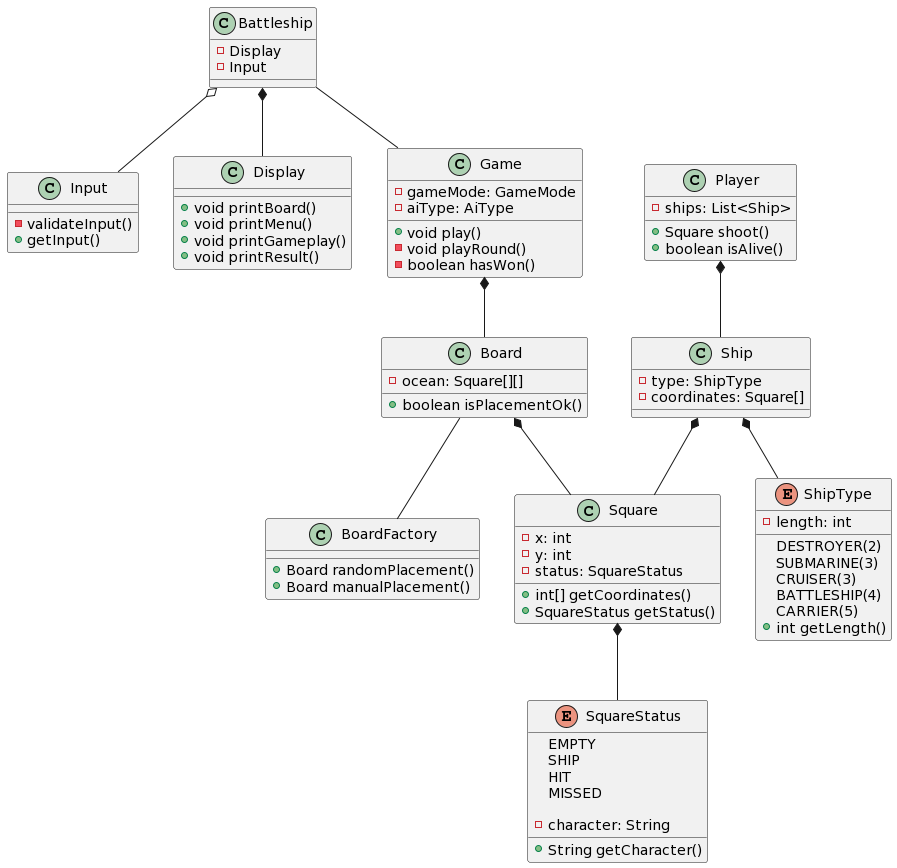 C Battleship
Display
Input
C Input
validateInput()
getInput()
C Display
void printBoard()
void printMenu()
void printGameplay()
void printResult()
C Game
gameMode: GameMode
aiType: AiType
void play()
void playRound()
boolean hasWon()
C Player
ships: List<Ship>
Square shoot()
boolean isAlive()
C Board
ocean: Square[][]
boolean isPlacementOk()
C Ship
type: ShipType
coordinates: Square[]
C BoardFactory
Board randomPlacement()
Board manualPlacement()
C Square
x: int
y: int
status: SquareStatus
int[] getCoordinates()
SquareStatus getStatus()
E ShipType
length: int
DESTROYER(2)
SUBMARINE(3)
CRUISER(3)
BATTLESHIP(4)
CARRIER(5)
int getLength()
E SquareStatus
EMPTY
SHIP
HIT
MISSED
character: String
String getCharacter()